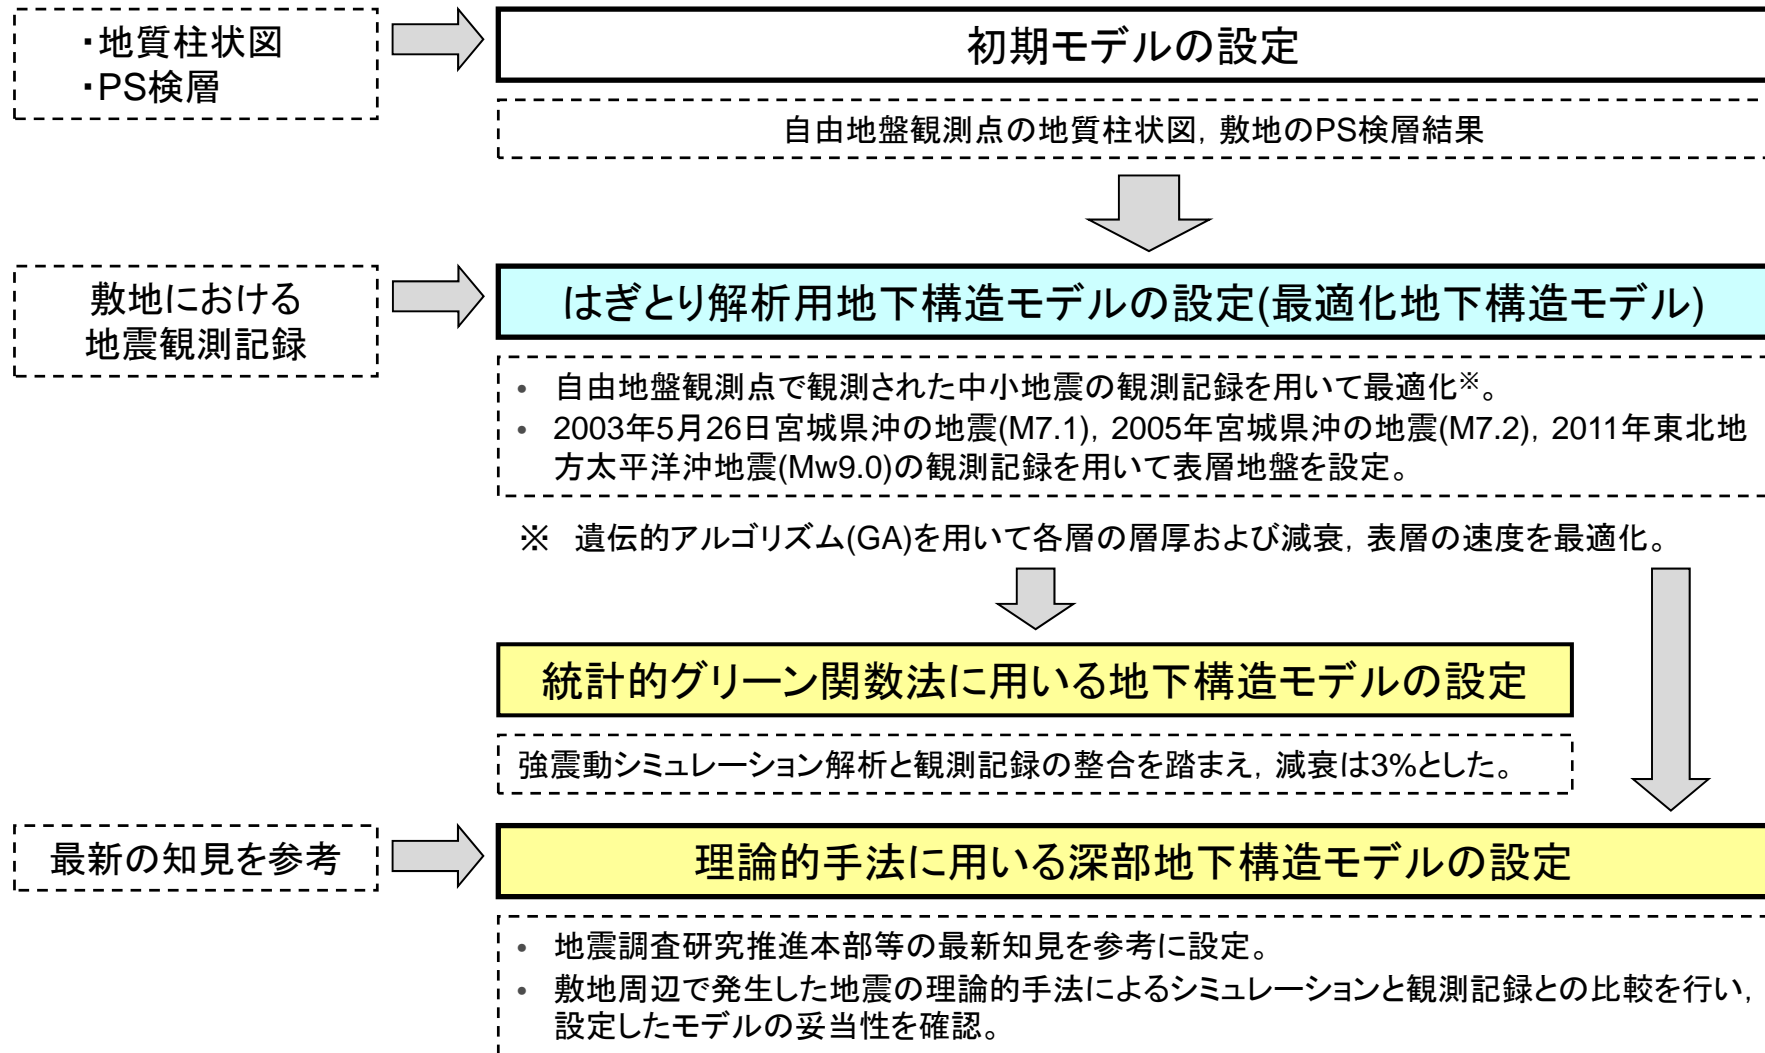 ・地質柱状図
・PS検層
初期モデルの設定
自由地盤観測点の地質柱状図, 敷地のPS検層結果
敷地における
地震観測記録
はぎとり解析用地下構造モデルの設定(最適化地下構造モデル)
• 自由地盤観測点で観測された中小地震の観測記録を用いて最適化※。
• 2003年5月26日宮城県沖の地震(M7.1), 2005年宮城県沖の地震(M7.2), 2011年東北地
方太平洋沖地震(Mw9.0)の観測記録を用いて表層地盤を設定。
※ 遺伝的アルゴリズム(GA)を用いて各層の層厚および減衰, 表層の速度を最適化。
統計的グリーン関数法に用いる地下構造モデルの設定
強震動シミュレーション解析と観測記録の整合を踏まえ, 減衰は3%とした。
最新の知見を参考
理論的手法に用いる深部地下構造モデルの設定
• 地震調査研究推進本部等の最新知見を参考に設定。
• 敷地周辺で発生した地震の理論的手法によるシミュレーションと観測記録との比較を行い,
設定したモデルの妥当性を確認。